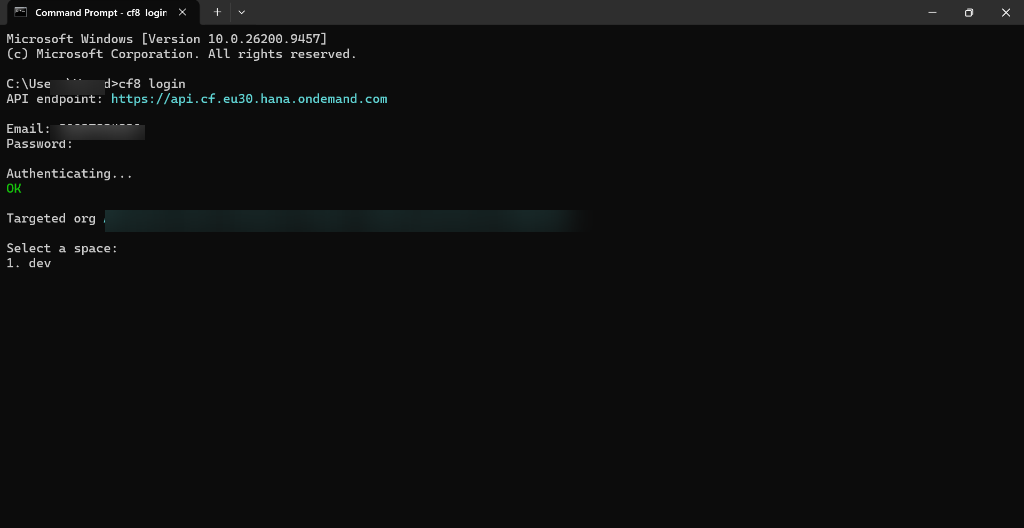 Command Prompt - cf8 login
Microsoft Windows [Version 10.0.26200.9457]
(c) Microsoft Corporation. All rights reserved.
C:\Use d>cf8 login
API endpoint: https://api.cf.eu30.hana.ondemand.com
Email:
Password:
Authenticating...
OK
Targeted org
Select a space:
1. dev